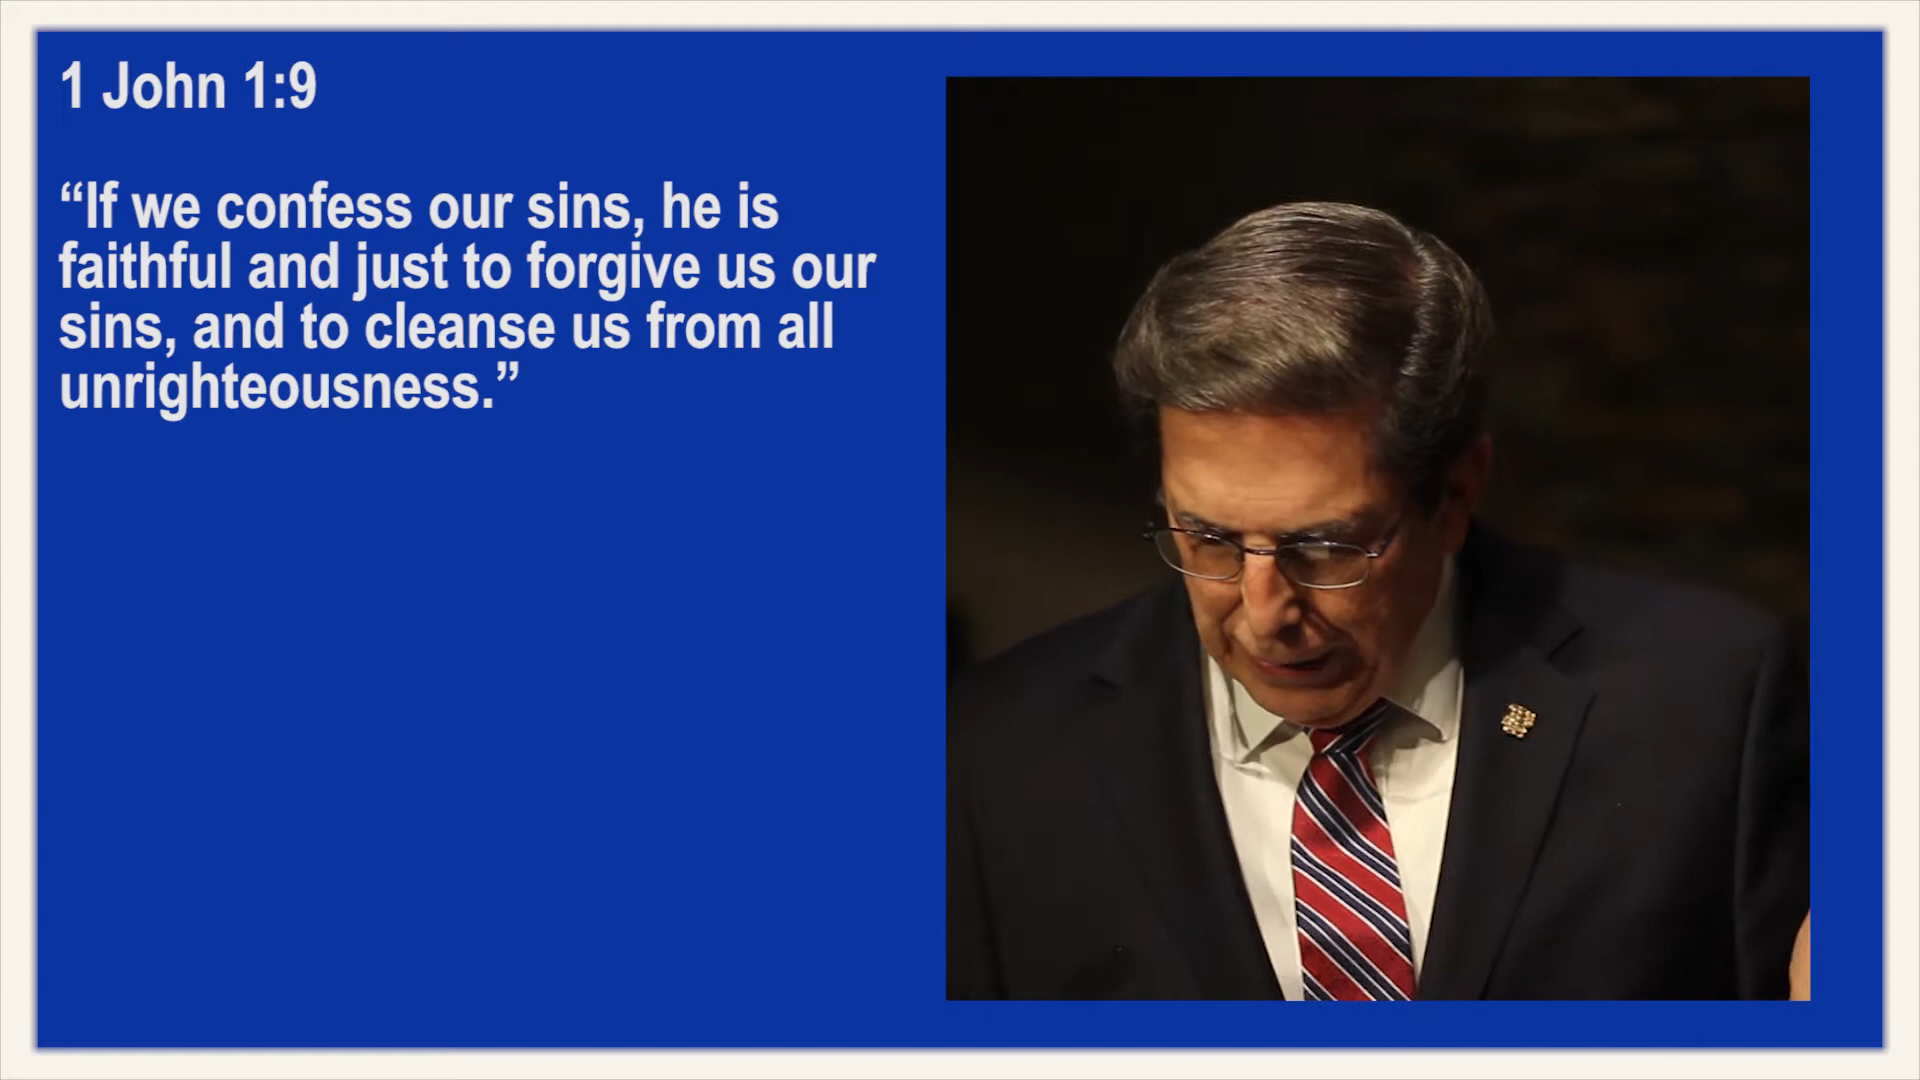 1 John 1:9
“If we confess our sins, he is
faithful and just to forgive us our
sins, and to cleanse us from all
unrighteousness.”